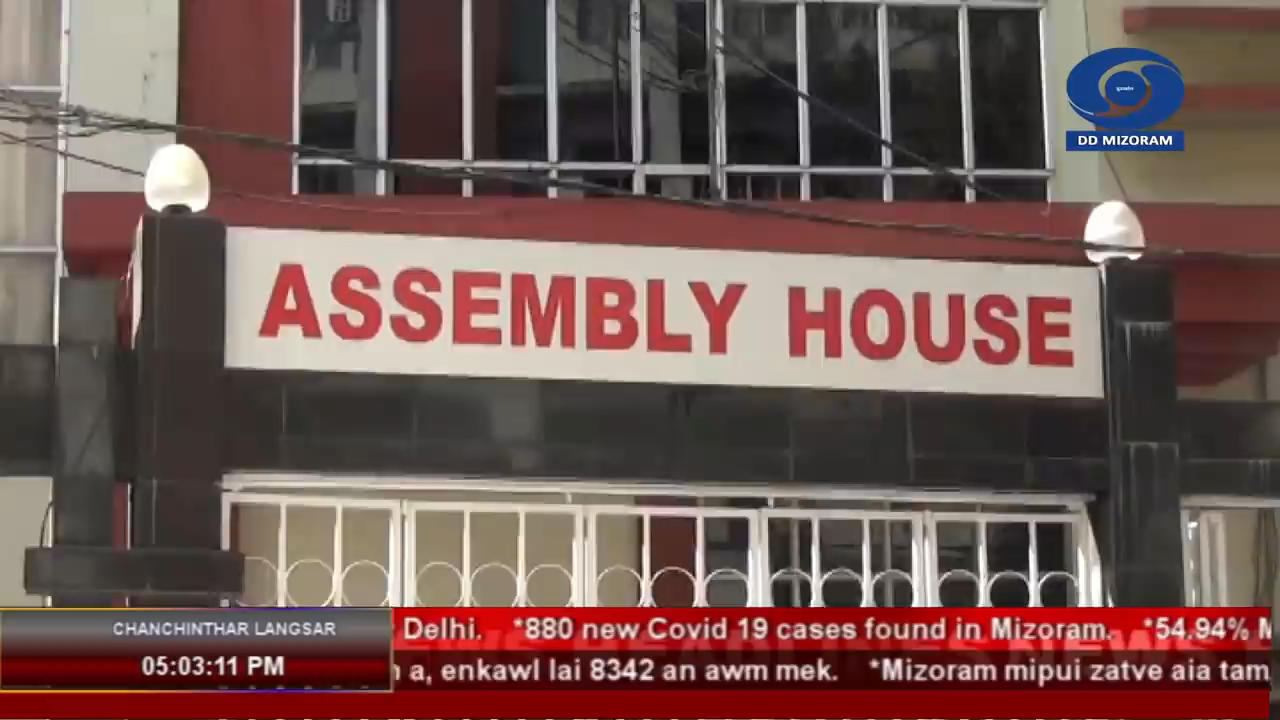 DD MIZORAM
ASSEMBLY HOUSE
CHANCHINTHAR LANGSAR
05:03:11 PM
Delhi. *880 new Covid 19 cases found in Mizoram. *54.94% M
a, enkawl lai 8342 an awm mek. *Mizoram mipui zatve aia tam